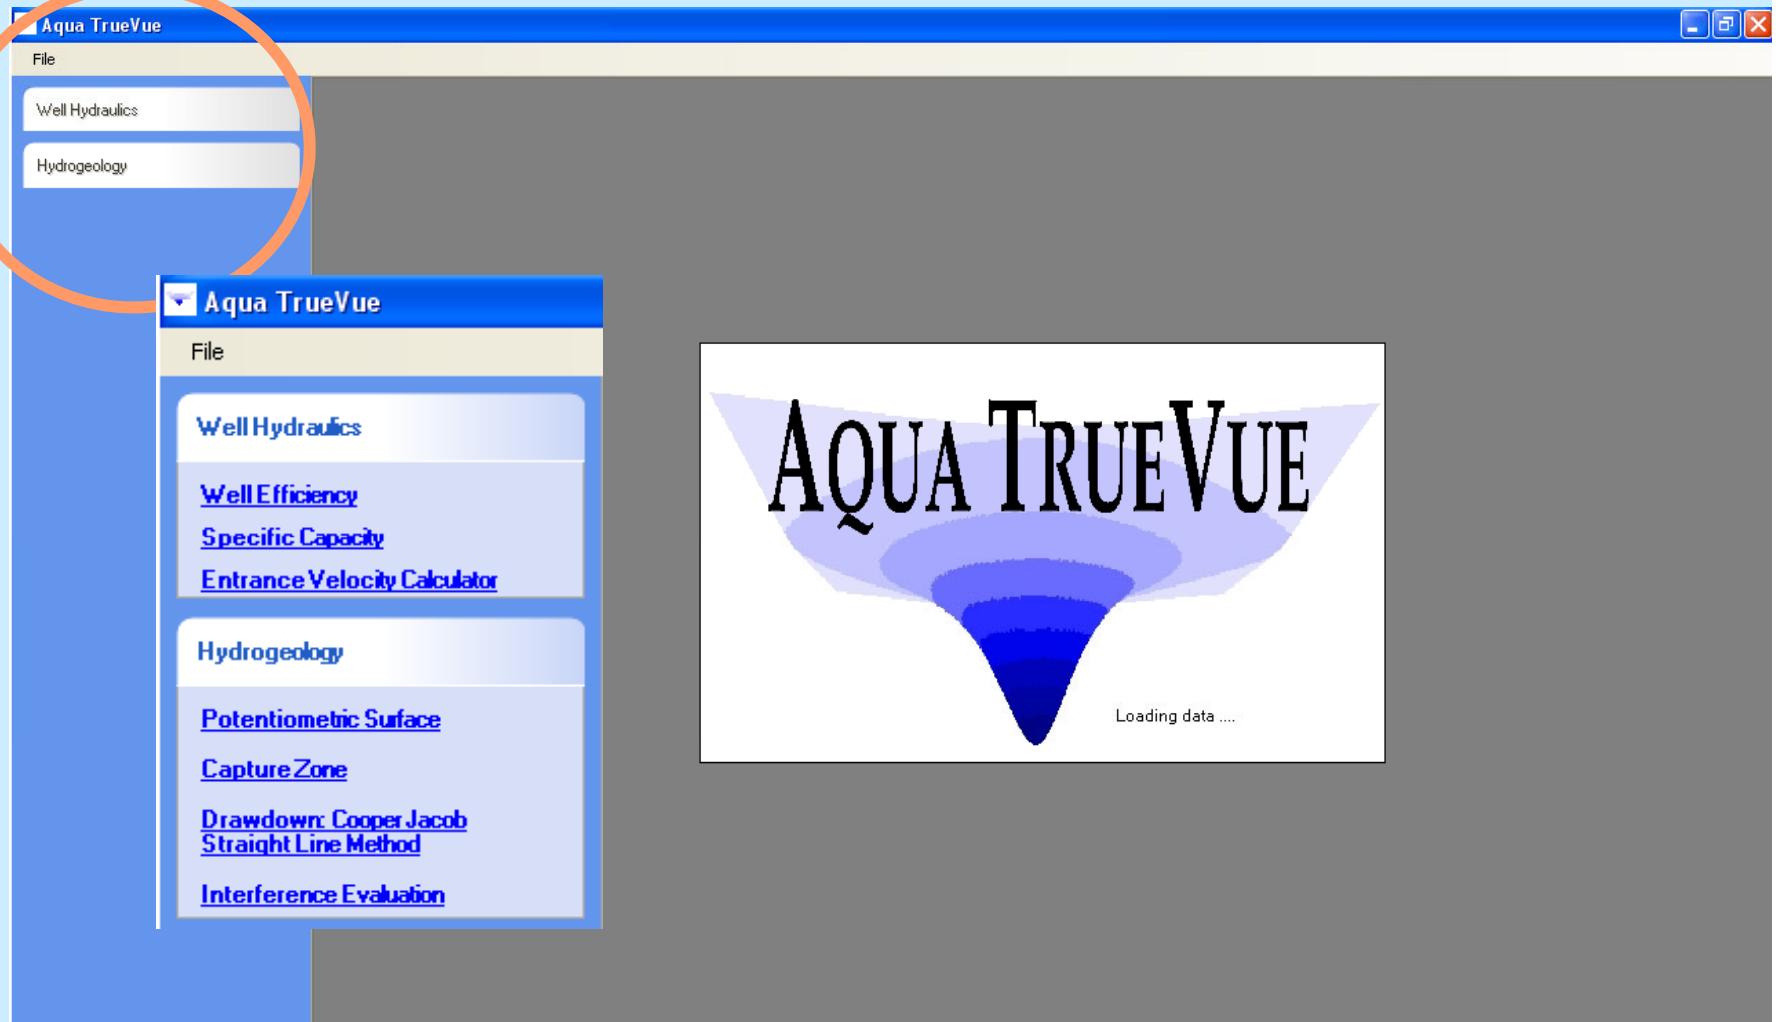 Aqua TrueVue
File
Well Hydraulics
Hydrogeology
Aqua TrueVue
File
Well Hydraulics
Well Efficiency
Specific Capacity
Entrance Velocity Calculator
Hydrogeology
Potentiometric Surface
Capture Zone
Drawdown: Cooper Jacob
Straight Line Method
Interference Evaluation
AQUA TRUEVUE
Loading data ....